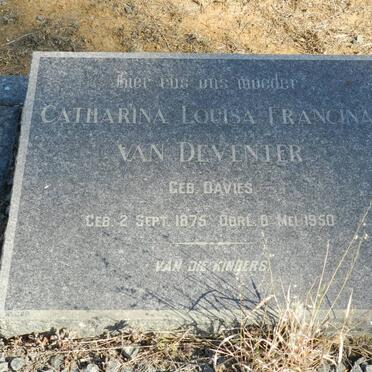 Hier rus ons moeder
CATHARINA LOUISA FRANCINA
VAN DEVENTER
GEB. DAVIES
GEB. 2 SEPT. 1875 OORL. 6 MEI 1950
VAN DIE KINDERS